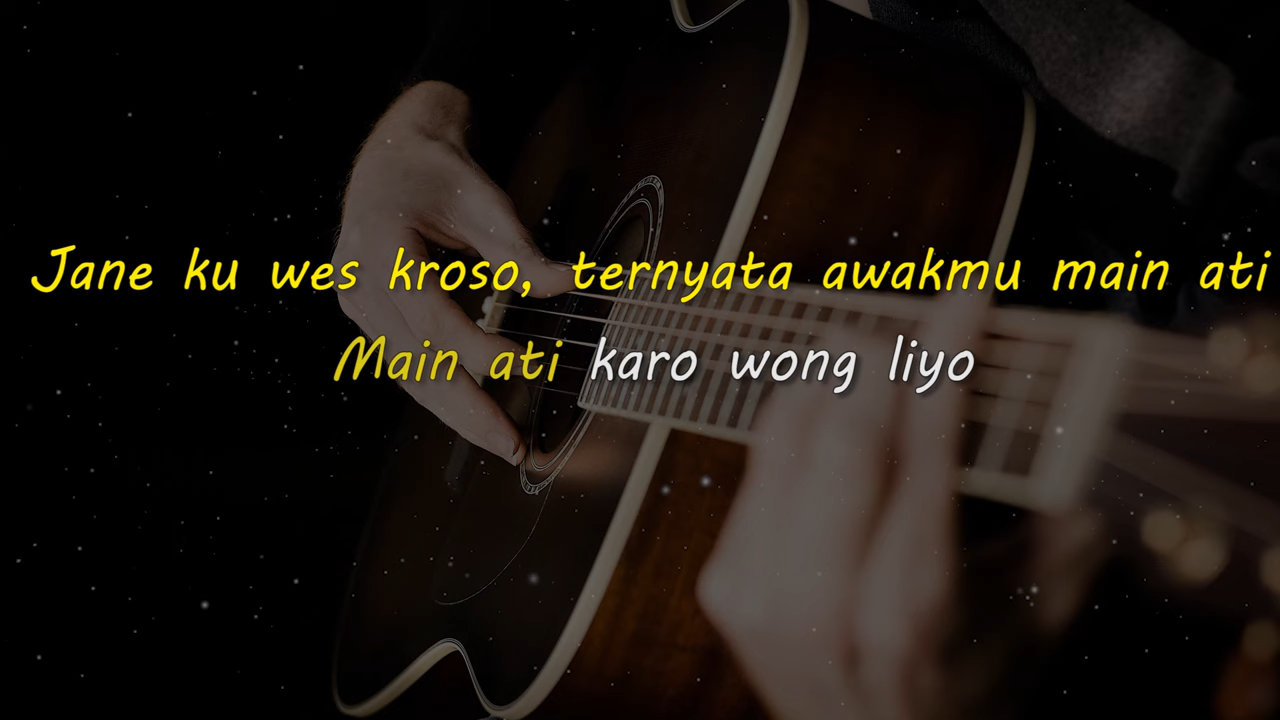 Jane ku wes kroso, ternyata awakmu main ati
Main ati karo wong liyo